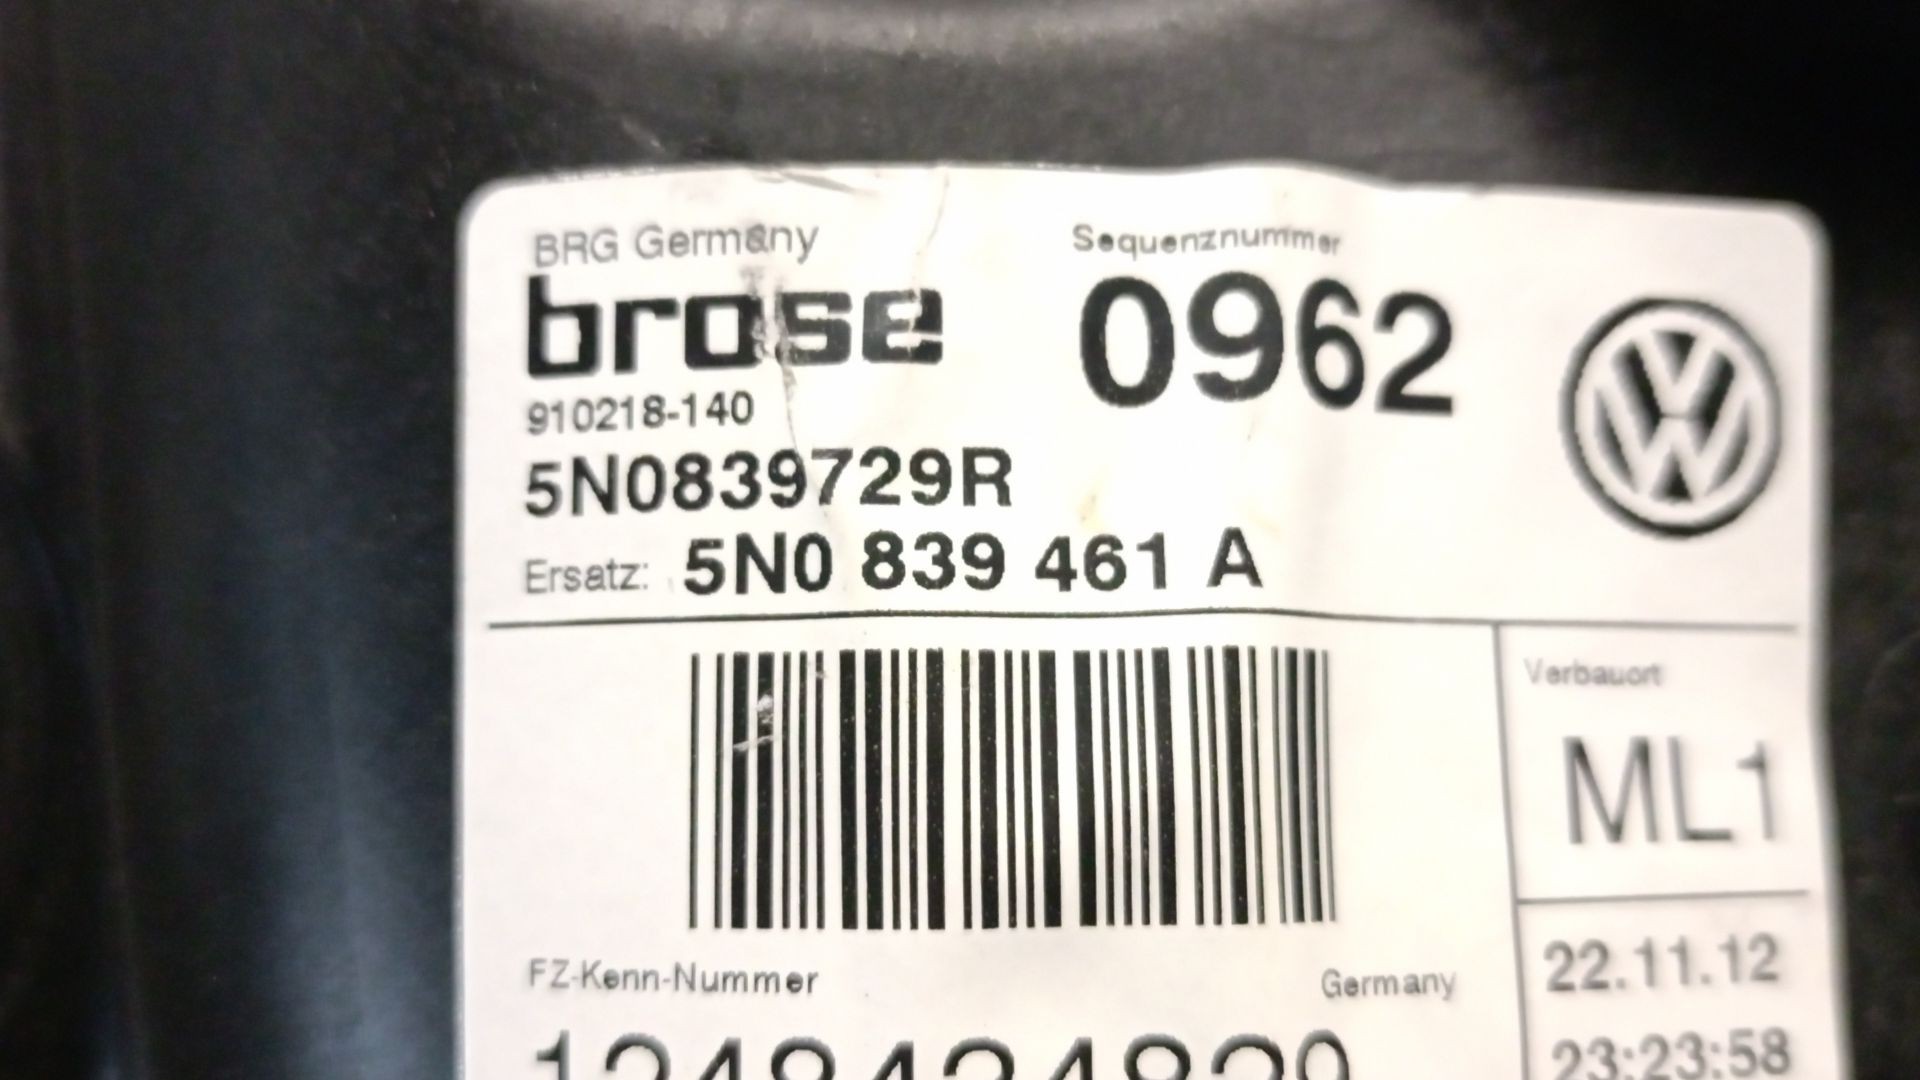 BRG Germany
brose
910218-140
5N0839729R
Ersatz: 5N0 839 461 A
Sequenznummer
0962
Verbauort
ML1
FZ-Kenn-Nummer
Germany
22.11.12
23:23:58